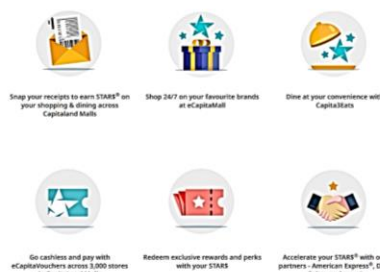 Snap your receipts to earn STAR$® on
your shopping & dining across
Capitaland Malls
Shop 24/7 on your favourite brands
at eCapitaMall
Dine at your convenience with
Capita3Eats
Go cashless and pay with
eCapitaVouchers across 3,000 stores
Redeem exclusive rewards and perks
with your STAR$
Accelerate your STAR$® with
partners - American Express®,